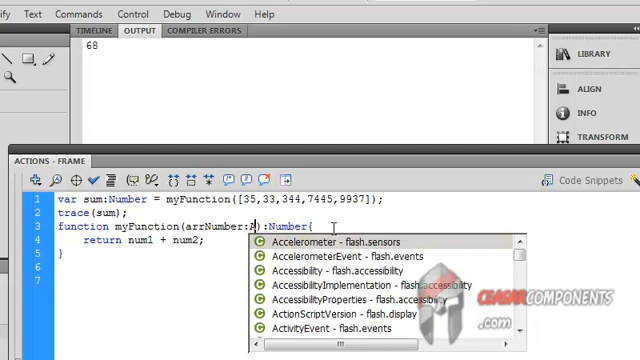 ify Text Commands Control Debug Window Help
TIMELINE OUTPUT COMPILER ERRORS
68
LIBRARY
ALIGN
INFO
TRANSFORM
ACTIONS - FRAME
Code Snippets
1 var sum:Number = myFunction([35,33,344,7445,9937]);
2 trace(sum);
3 function myFunction(arrNumber:A):Number{
4 return num1 + num2;
5 }
6
7
Accelerometer - flash.sensors
AccelerometerEvent - flash.events
Accessibility - flash.accessibility
AccessibilityImplementation - flash.accessibility
AccessibilityProperties - flash.accessibility
ActionScriptVersion - flash.display
ActivityEvent - flash.events
CEASARCOMPONENTS
.com